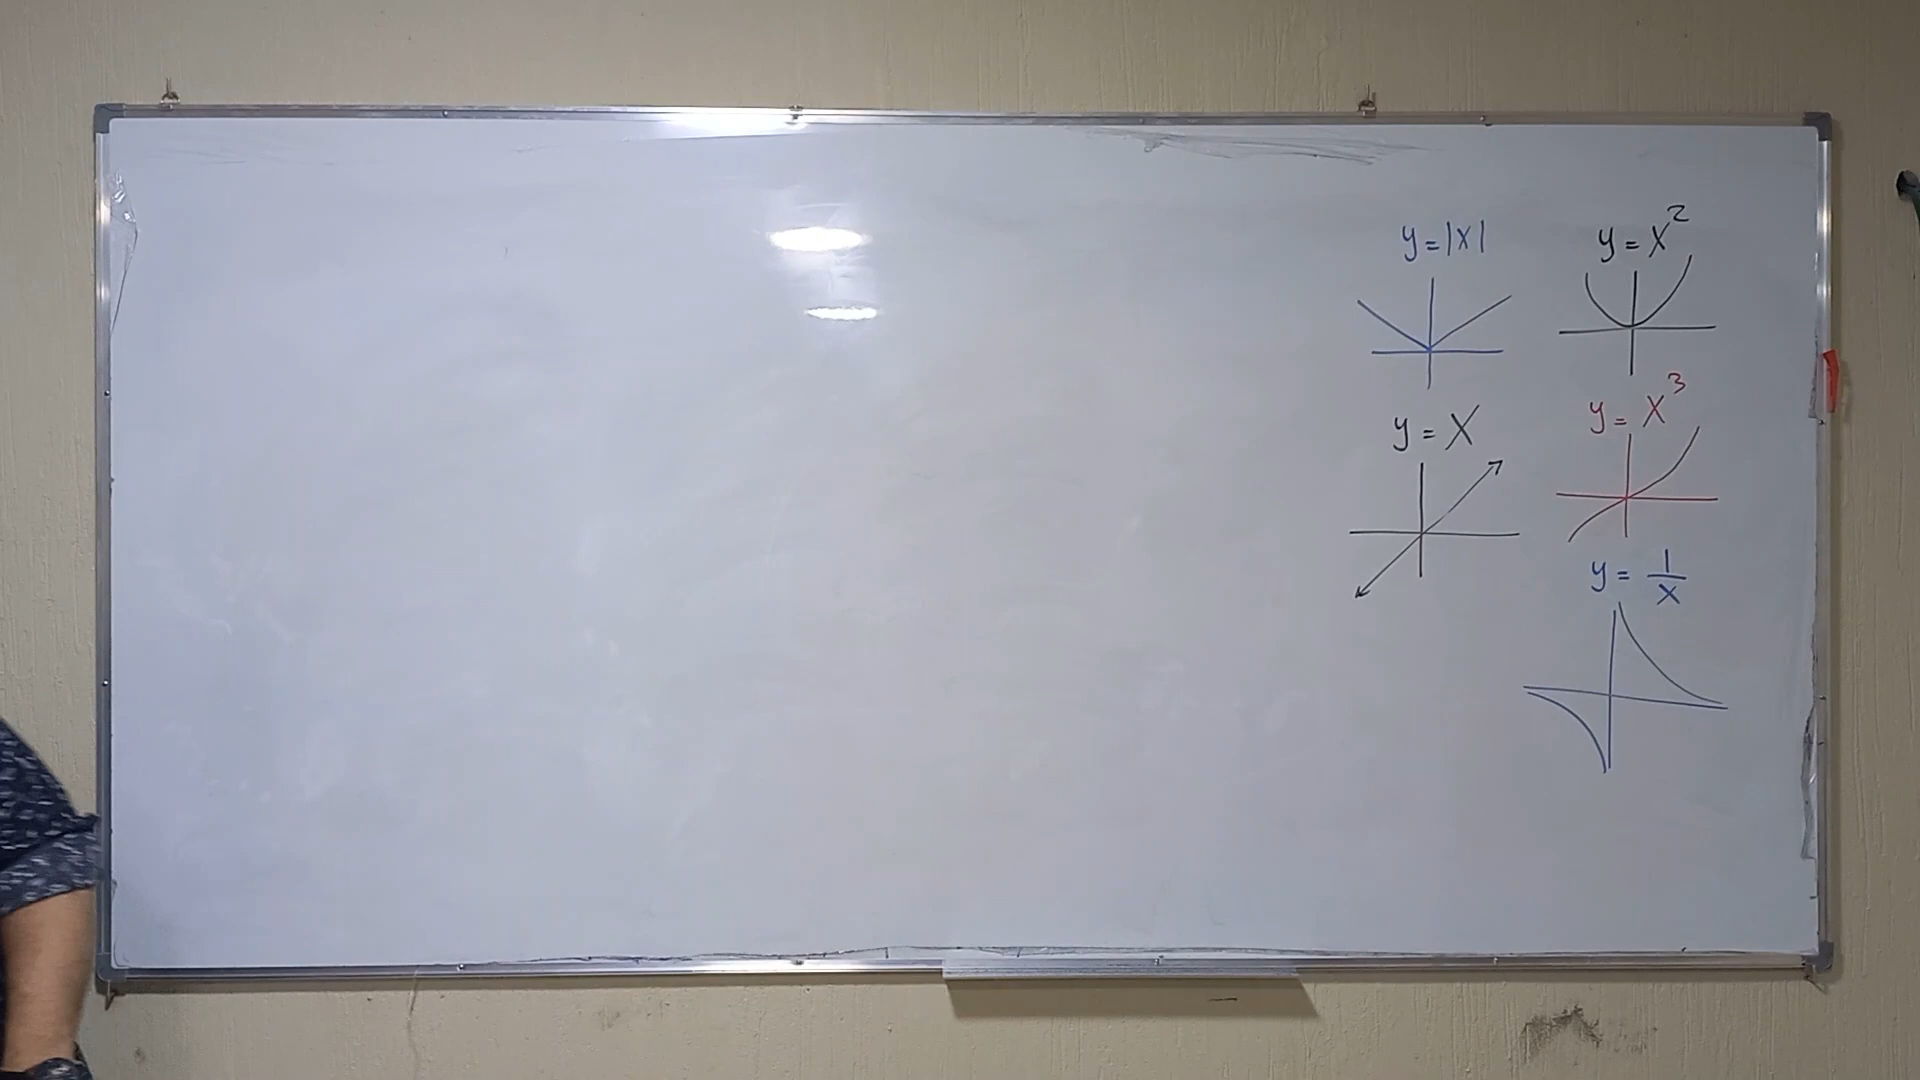 y = |x|
y = x²
y = x
y = x³
y = 1/x